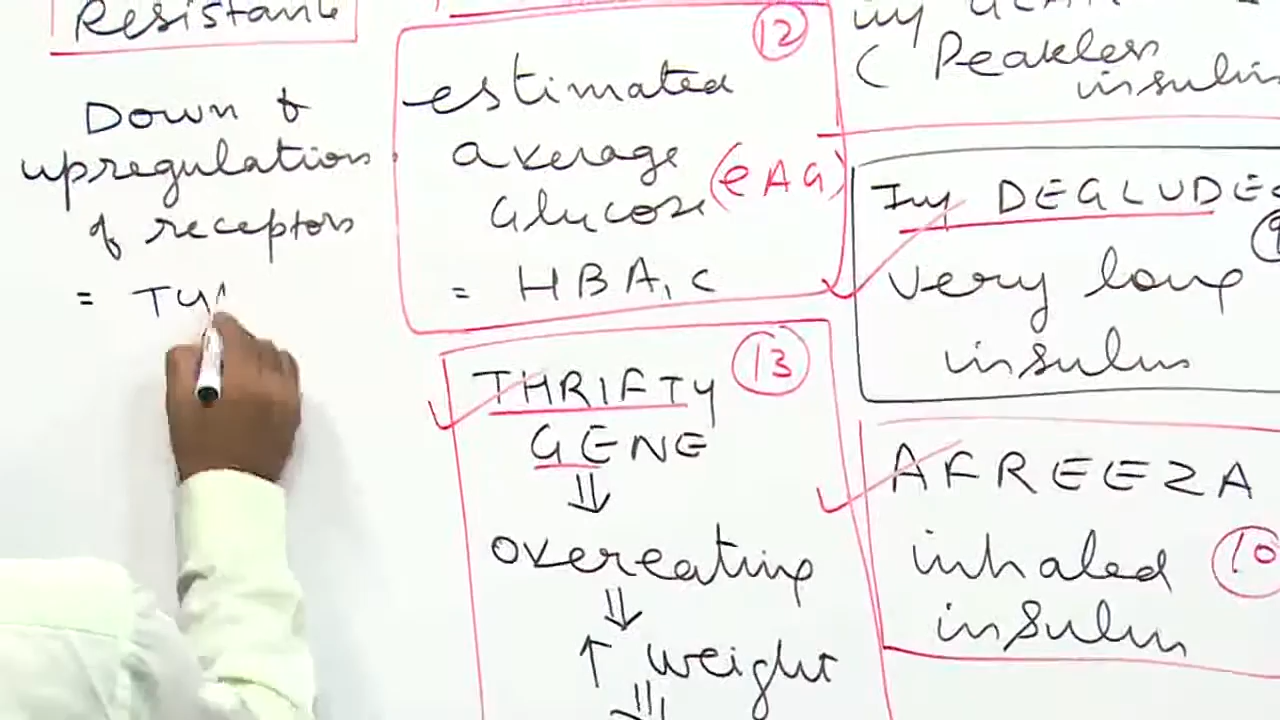 Resistance
Down &
upregulation
of receptors
= TY
12
estimated
average
Glucose (eAG)
= HBA1C
13
THRIFTY
GENE
⇓
overeating
⇓
↑ weight
⇓
( Peakless
insulin
Inj DEGLUDEC
9
very long
insulin
AFREEZA
inhaled
10
insulin